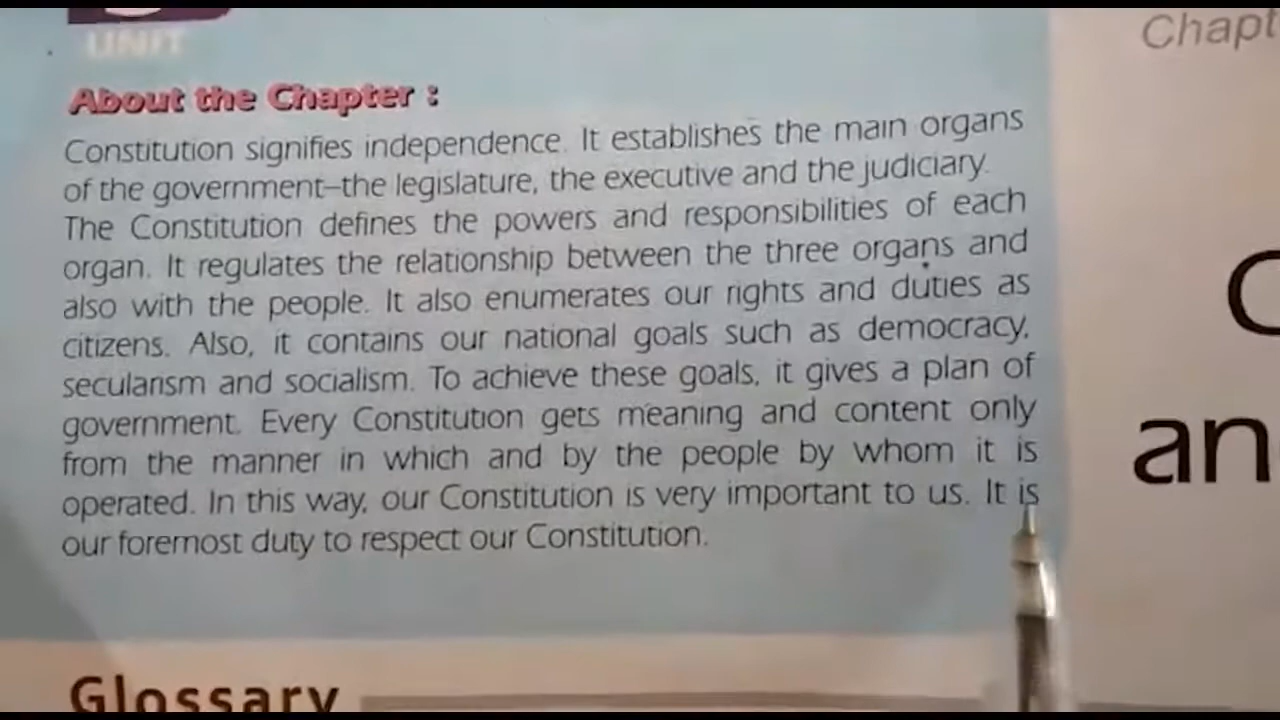 UNIT
Chapt
About the Chapter :
Constitution signifies independence. It establishes the main organs
of the government–the legislature, the executive and the judiciary.
The Constitution defines the powers and responsibilities of each
organ. It regulates the relationship between the three organs and
also with the people. It also enumerates our rights and duties as
citizens. Also, it contains our national goals such as democracy,
secularism and socialism. To achieve these goals, it gives a plan of
government. Every Constitution gets meaning and content only
from the manner in which and by the people by whom it is
operated. In this way, our Constitution is very important to us. It is
our foremost duty to respect our Constitution.
C
an
Glossary